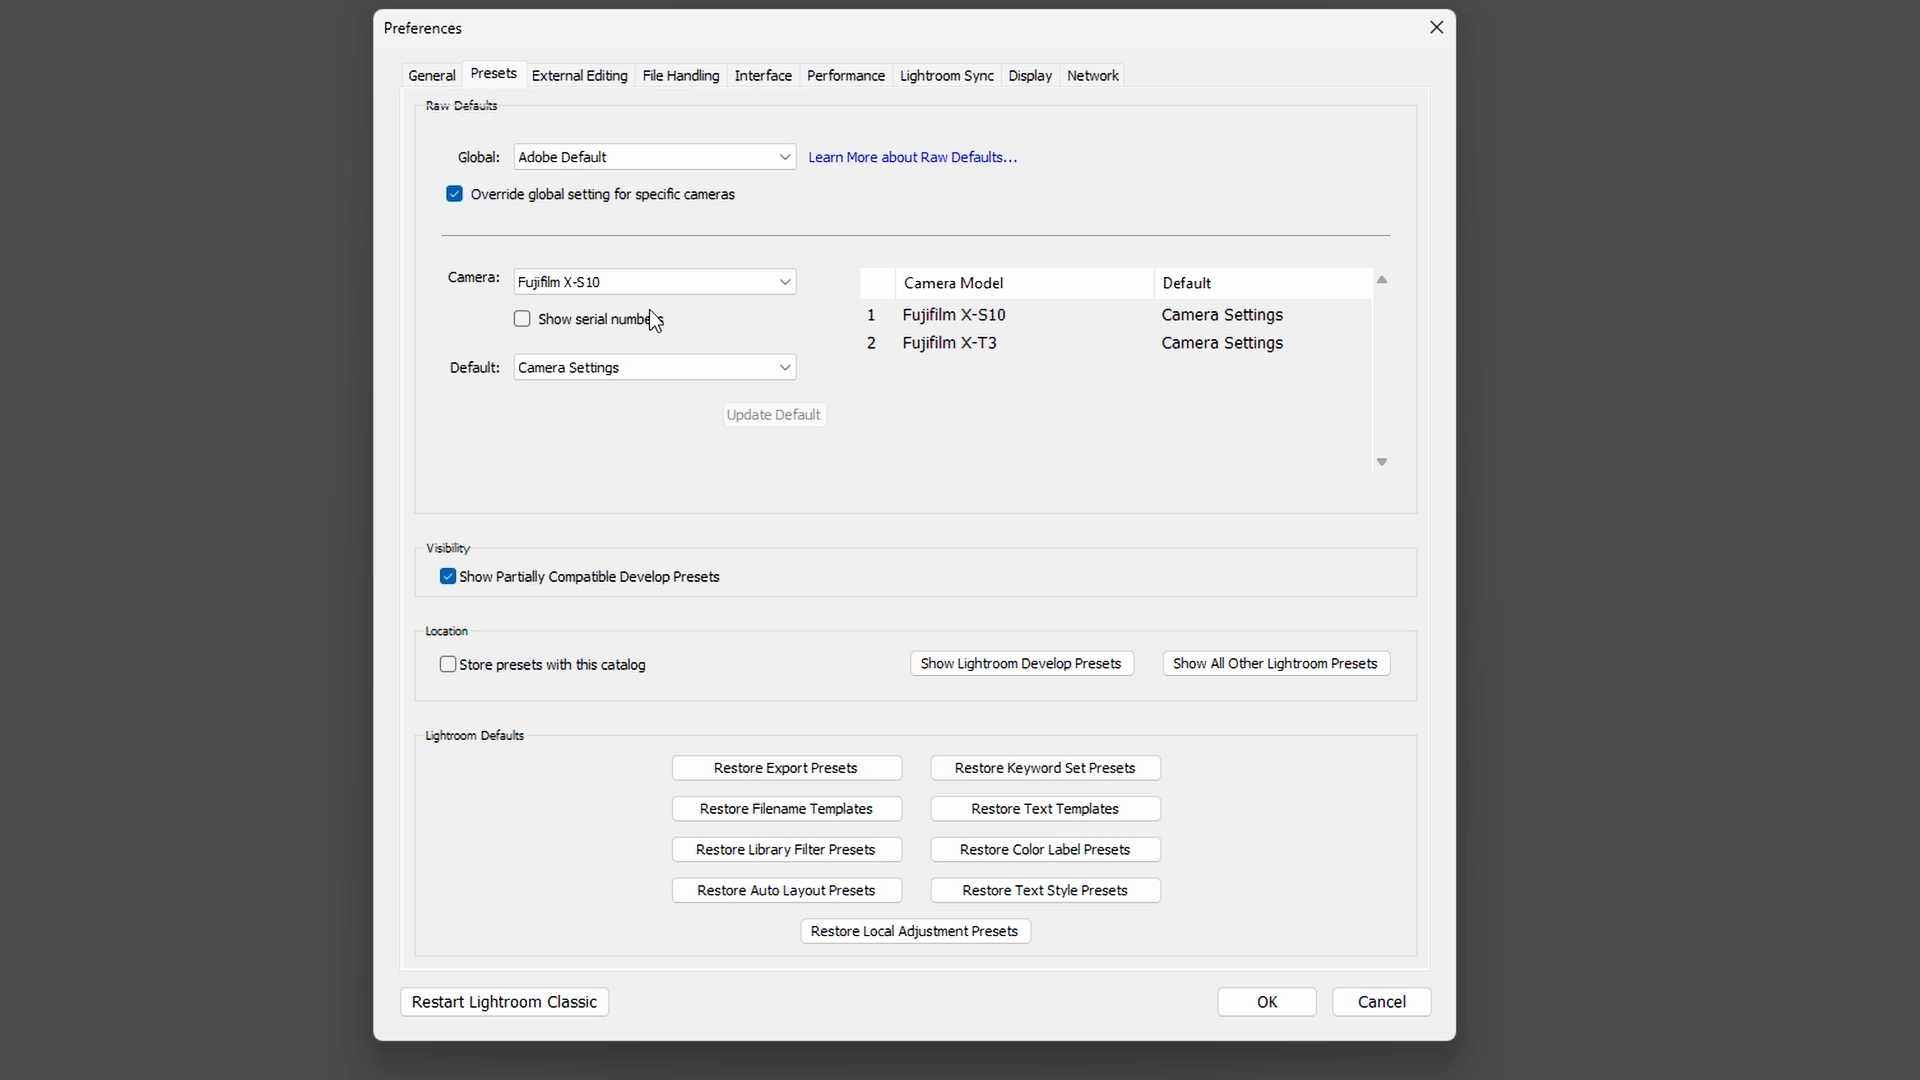 Preferences
General Presets External Editing File Handling Interface Performance Lightroom Sync Display Network
Raw Defaults
Global: Adobe Default Learn More about Raw Defaults...
Override global setting for specific cameras
Camera: Fujifilm X-S10
Show serial numbers
Default: Camera Settings
Update Default
Camera Model Default
1 Fujifilm X-S10 Camera Settings
2 Fujifilm X-T3 Camera Settings
Visibility
Show Partially Compatible Develop Presets
Location
Store presets with this catalog Show Lightroom Develop Presets Show All Other Lightroom Presets
Lightroom Defaults
Restore Export Presets Restore Keyword Set Presets
Restore Filename Templates Restore Text Templates
Restore Library Filter Presets Restore Color Label Presets
Restore Auto Layout Presets Restore Text Style Presets
Restore Local Adjustment Presets
Restart Lightroom Classic OK Cancel